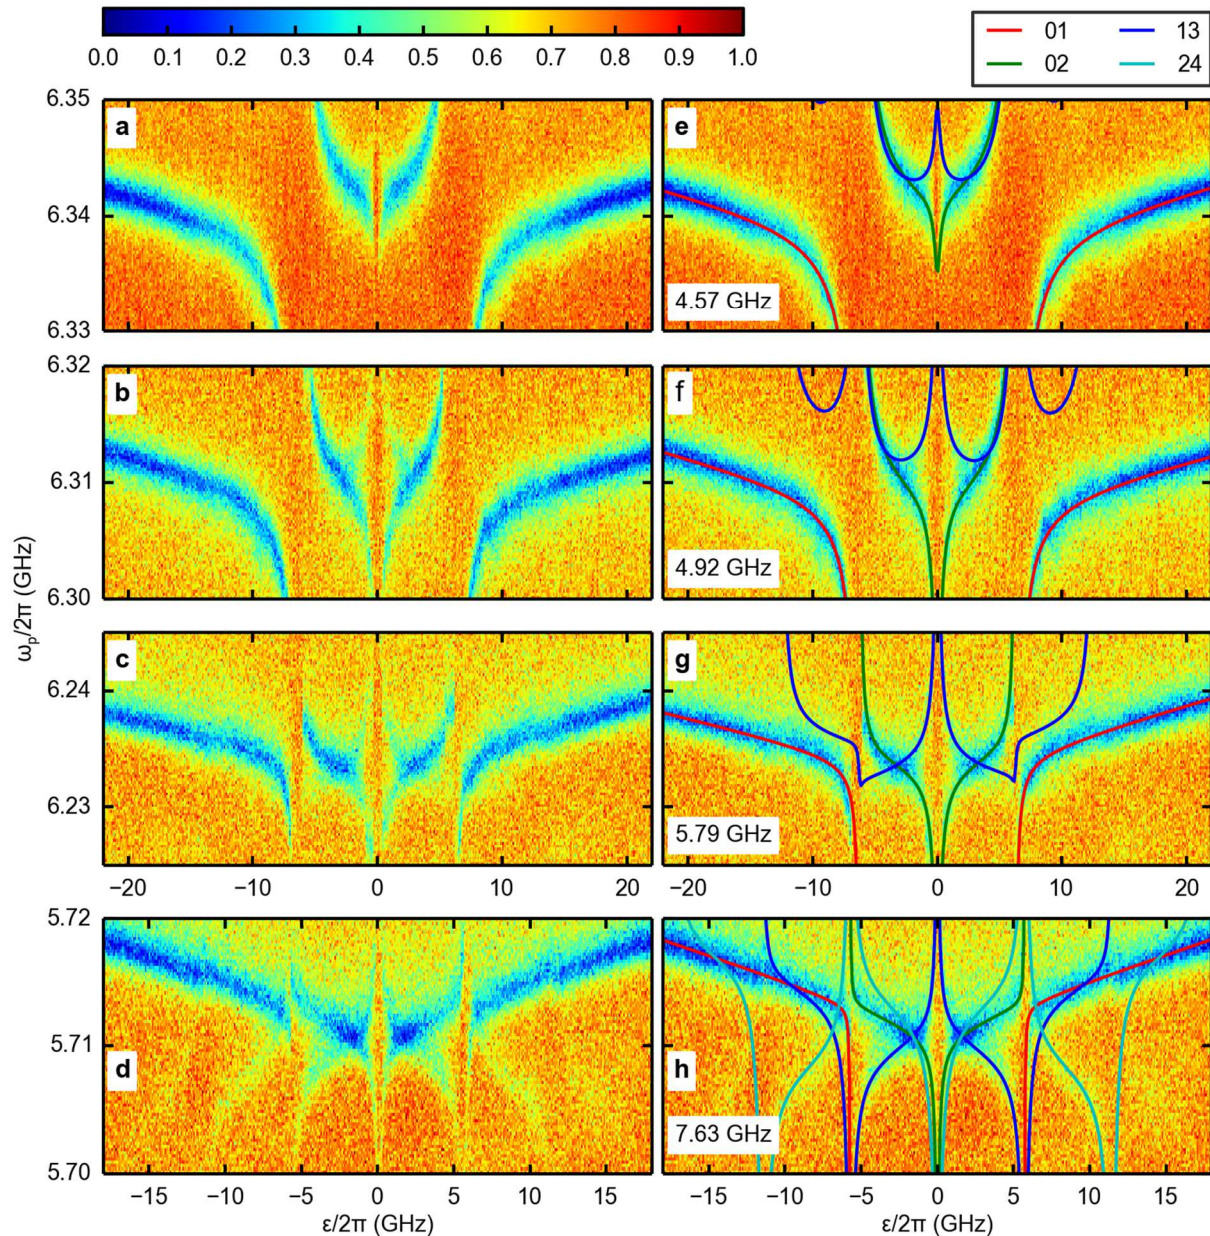 0.0 0.1 0.2 0.3 0.4 0.5 0.6 0.7 0.8 0.9 1.0
01 13
02 24
6.35
6.34
6.33
a
e
4.57 GHz
6.32
6.31
6.30
b
f
4.92 GHz
ωp/2π (GHz)
6.24
6.23
c
g
5.79 GHz
−20 −10 0 10 20
−20 −10 0 10 20
5.72
5.71
5.70
d
h
7.63 GHz
−15 −10 −5 0 5 10 15
−15 −10 −5 0 5 10 15
ε/2π (GHz)
ε/2π (GHz)